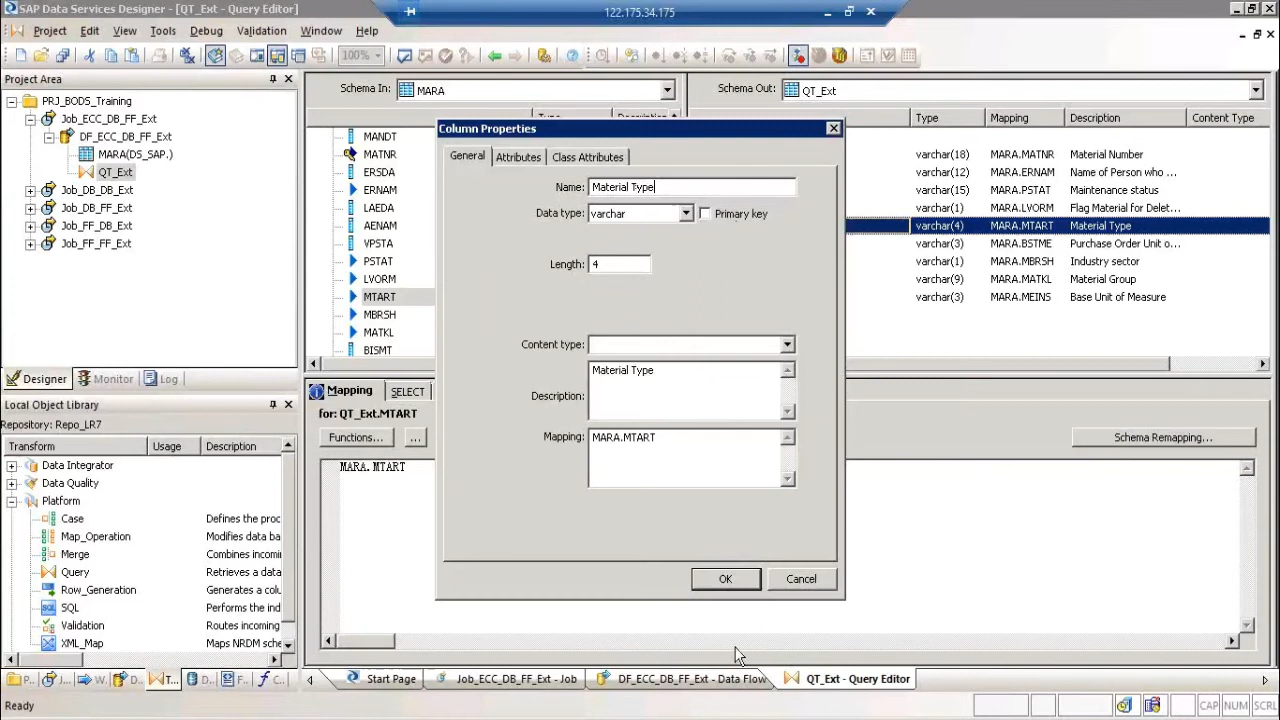 SAP Data Services Designer - [QT_Ext - Query Editor]
122.175.34.175
Project Edit View Tools Debug Validation Window Help
100%
Project Area
PRJ_BODS_Training
Job_ECC_DB_FF_Ext
DF_ECC_DB_FF_Ext
MARA(DS_SAP.)
QT_Ext
Job_DB_DB_Ext
Job_DB_FF_Ext
Job_FF_DB_Ext
Job_FF_FF_Ext
Designer Monitor Log
Local Object Library
Repository: Repo_LR7
Transform Usage Description
Data Integrator
Data Quality
Platform
Case Defines the proc
Map_Operation Modifies data ba
Merge Combines incomi
Query Retrieves a data
Row_Generation Generates a colu
SQL Performs the ind
Validation Routes incoming
XML_Map Maps NRDM sche
P... J... W... D... T... D... F... C
Schema In: MARA
Schema Out: QT_Ext
Type Description
MANDT
MATNR
ERSDA
ERNAM
LAEDA
AENAM
VPSTA
PSTAT
LVORM
MTART
MBRSH
MATKL
BISMT
Type Mapping Description Content Type
varchar(18) MARA.MATNR Material Number
varchar(12) MARA.ERNAM Name of Person who ...
varchar(15) MARA.PSTAT Maintenance status
varchar(1) MARA.LVORM Flag Material for Delet...
varchar(4) MARA.MTART Material Type
varchar(3) MARA.BSTME Purchase Order Unit o...
varchar(1) MARA.MBRSH Industry sector
varchar(9) MARA.MATKL Material Group
varchar(3) MARA.MEINS Base Unit of Measure
Column Properties
General Attributes Class Attributes
Name: Material Type
Data type: varchar Primary key
Length: 4
Content type:
Description: Material Type
Mapping: MARA.MTART
OK Cancel
Mapping SELECT
for: QT_Ext.MTART
Functions... ...
Schema Remapping...
MARA.MTART
Start Page Job_ECC_DB_FF_Ext - Job DF_ECC_DB_FF_Ext - Data Flow QT_Ext - Query Editor
Ready
CAP NUM SCRL